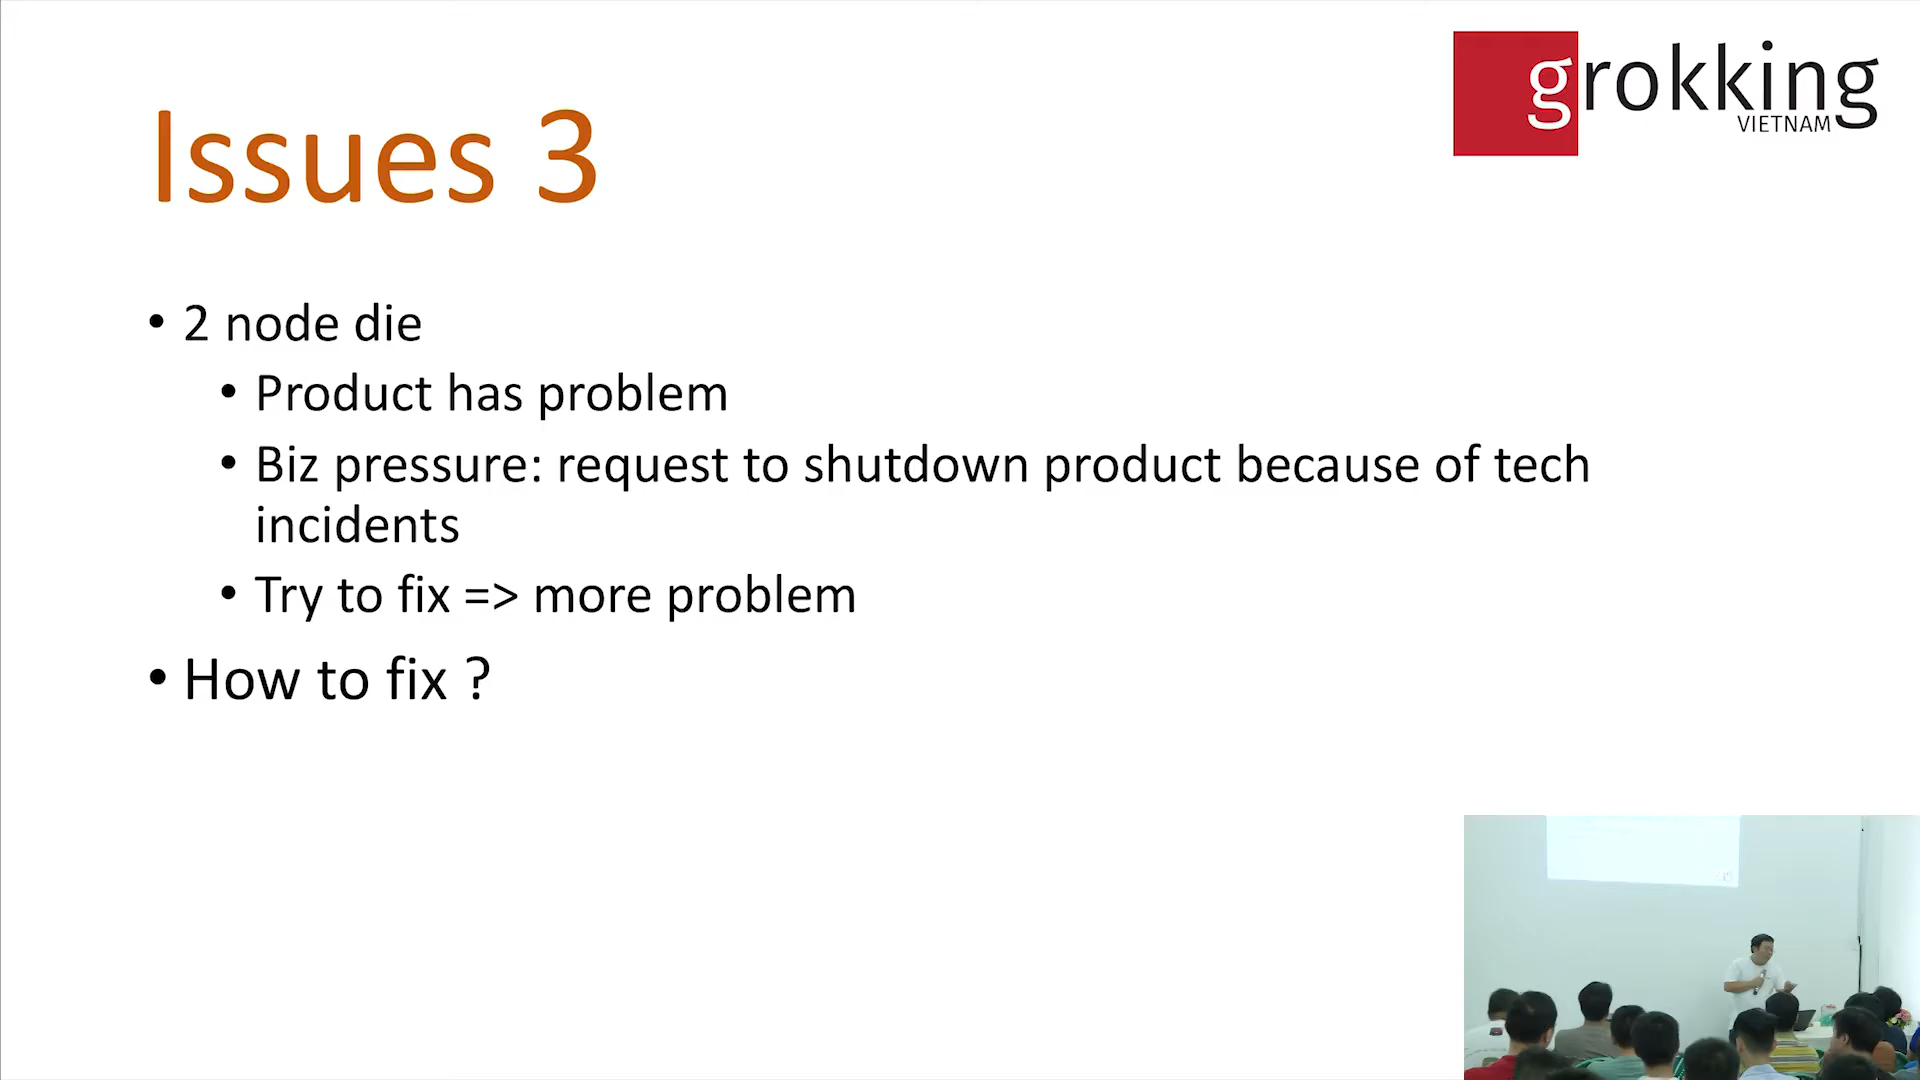 grokking
VIETNAM
Issues 3
• 2 node die
• Product has problem
• Biz pressure: request to shutdown product because of tech
incidents
• Try to fix => more problem
• How to fix ?